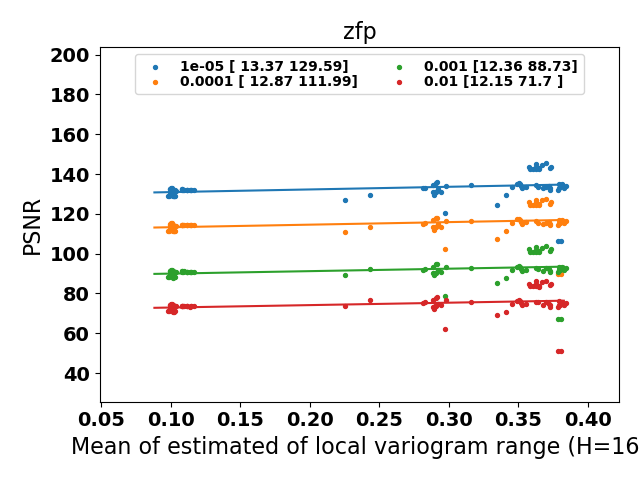 zfp
1e-05 [ 13.37 129.59]
0.0001 [ 12.87 111.99]
0.001 [12.36 88.73]
0.01 [12.15 71.7 ]
PSNR
200
180
160
140
120
100
80
60
40
0.05 0.10 0.15 0.20 0.25 0.30 0.35 0.40
Mean of estimated of local variogram range (H=16